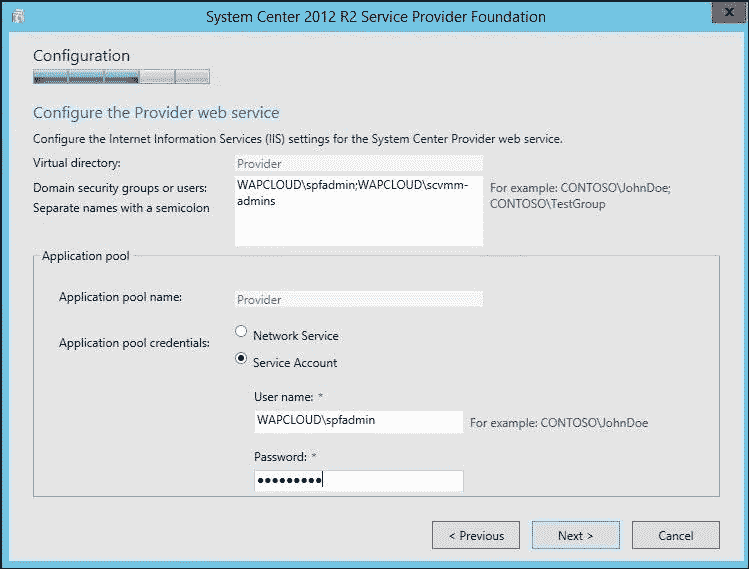 System Center 2012 R2 Service Provider Foundation
x
Configuration
Configure the Provider web service
Configure the Internet Information Services (IIS) settings for the System Center Provider web service.
Virtual directory:
Provider
Domain security groups or users:
Separate names with a semicolon
WAPCLOUD\spfadmin;WAPCLOUD\scvmm-
admins
For example: CONTOSO\JohnDoe;
CONTOSO\TestGroup
Application pool
Application pool name:
Provider
Application pool credentials:
Network Service
Service Account
User name: *
WAPCLOUD\spfadmin
For example: CONTOSO\JohnDoe
Password: *
●●●●●●●●●
< Previous
Next >
Cancel